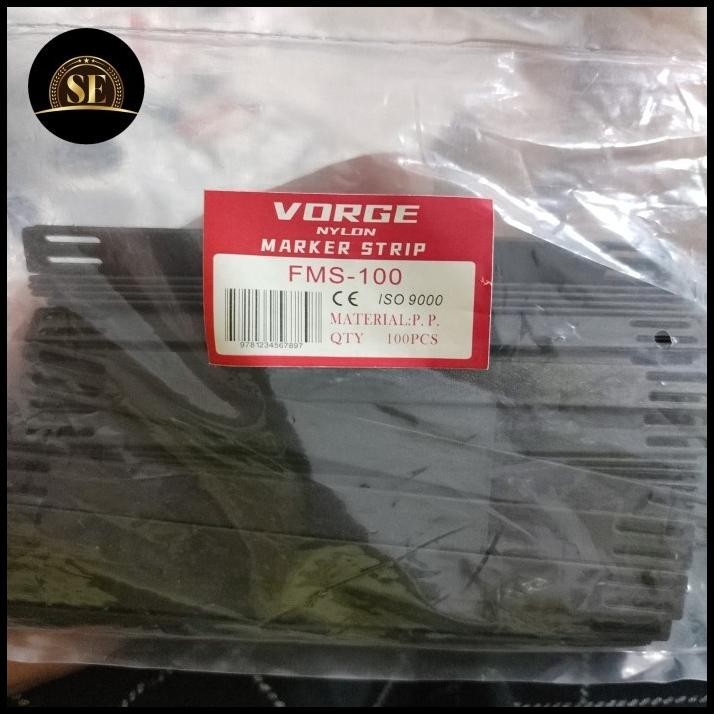 SE
VORGE
NYLON
MARKER STRIP
FMS-100
CE ISO 9000
MATERIAL:P. P.
QTY 100PCS
9781234567897